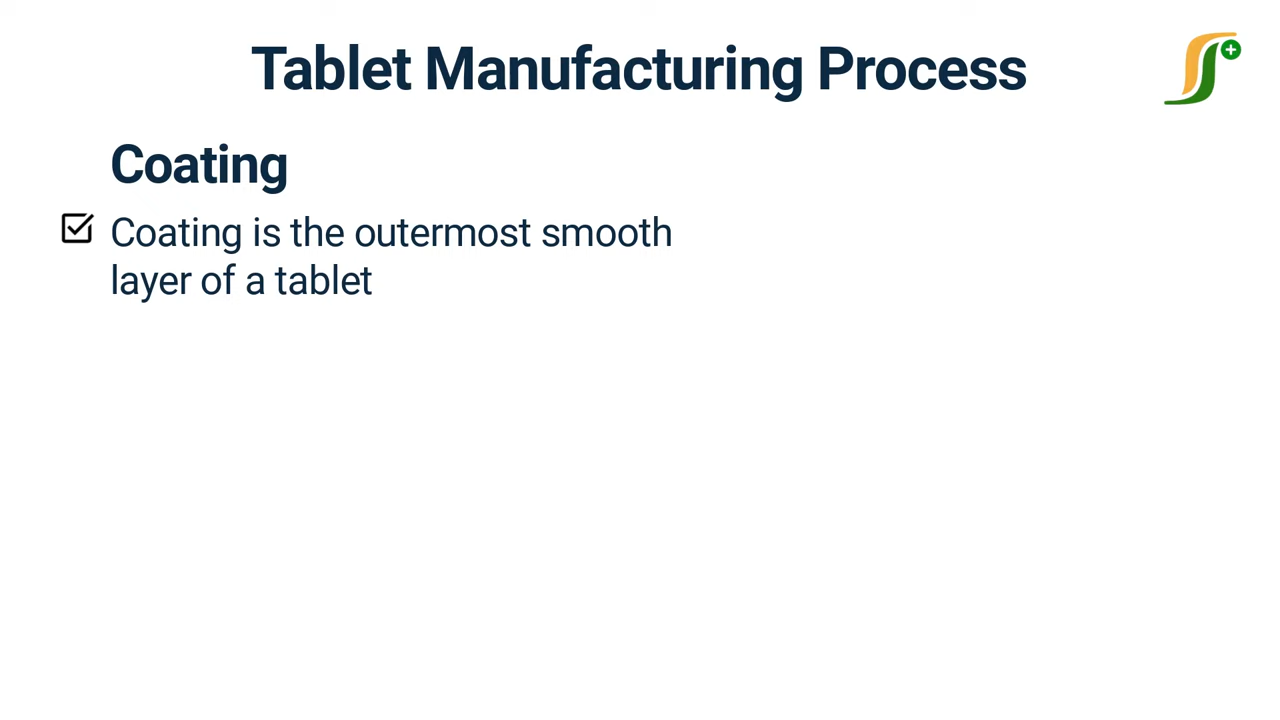 Tablet Manufacturing Process
Coating
Coating is the outermost smooth
layer of a tablet